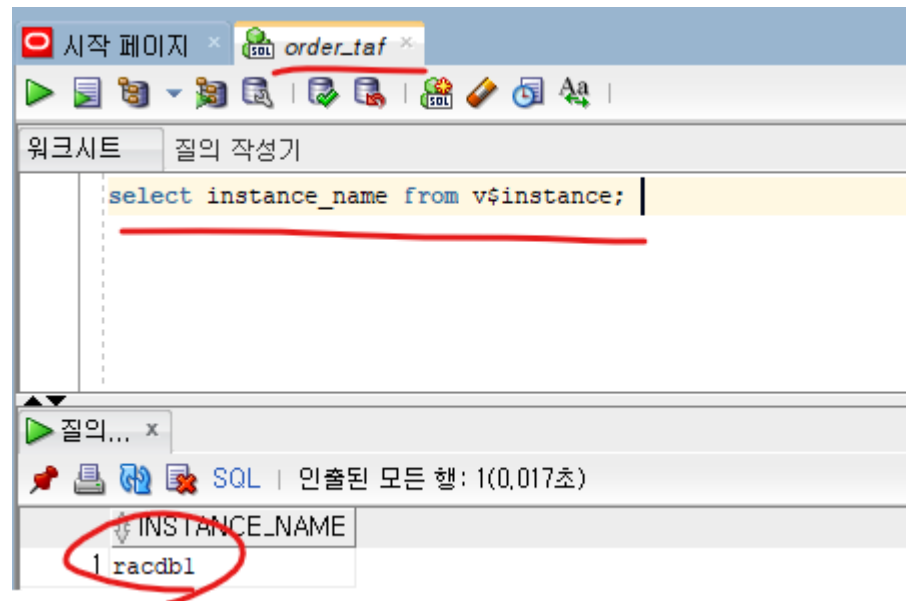 시작 페이지 order_taf
워크시트 질의 작성기
select instance_name from v$instance;
질의...
SQL 인출된 모든 행: 1(0,017초)
INSTANCE_NAME
1 racdb1